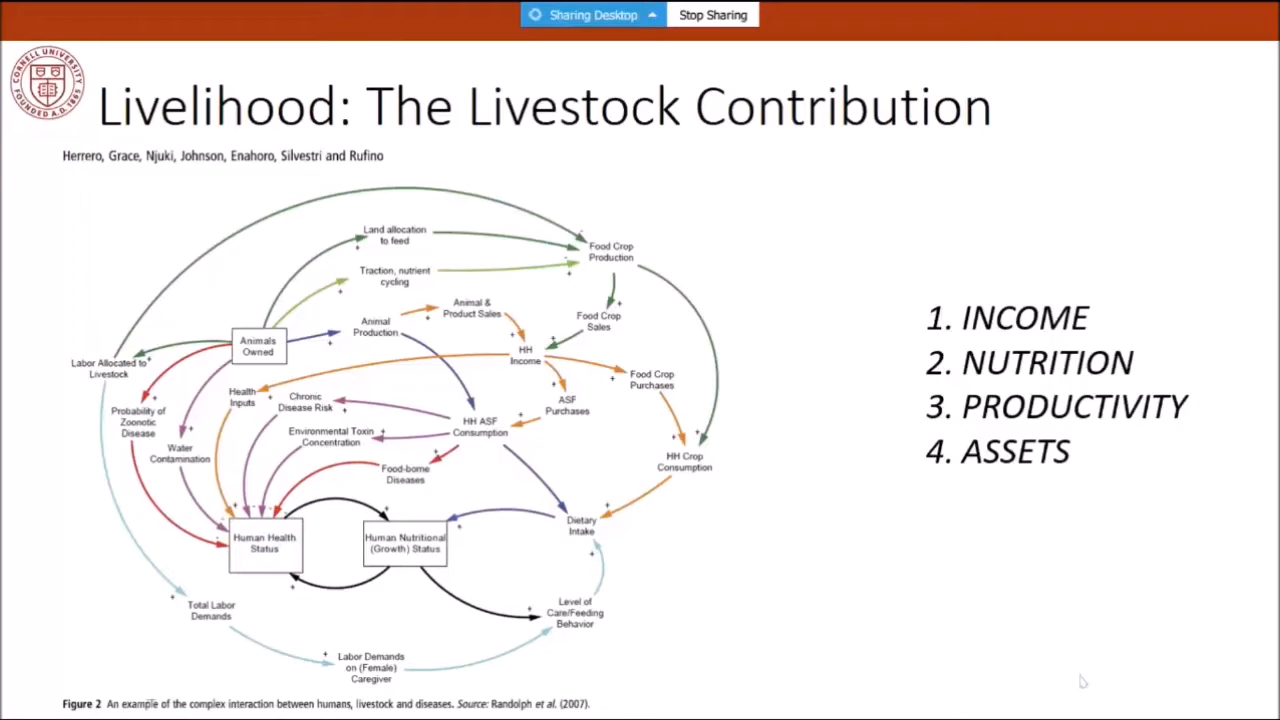 Sharing Desktop
Stop Sharing
CORNELL UNIVERSITY
FOUNDED A.D. 1865
Livelihood: The Livestock Contribution
Herrero, Grace, Njuki, Johnson, Enahoro, Silvestri and Rufino
Land allocation
to feed
Food Crop
Production
Traction, nutrient
cycling
Animal &
Product Sales
Food Crop
Sales
Animal
Production
Animals
Owned
HH
Income
Labor Allocated to
Livestock
Food Crop
Purchases
Health
Inputs
Chronic
Disease Risk
ASF
Purchases
Probability of
Zoonotic
Disease
Environmental Toxin
Concentration
HH ASF
Consumption
Water
Contamination
HH Crop
Consumption
Food-borne
Diseases
Dietary
Intake
Human Health
Status
Human Nutritional
(Growth) Status
Total Labor
Demands
Level of
Care/Feeding
Behavior
Labor Demands
on (Female)
Caregiver
1. INCOME
2. NUTRITION
3. PRODUCTIVITY
4. ASSETS
Figure 2 An example of the complex interaction between humans, livestock and diseases. Source: Randolph et al. (2007).